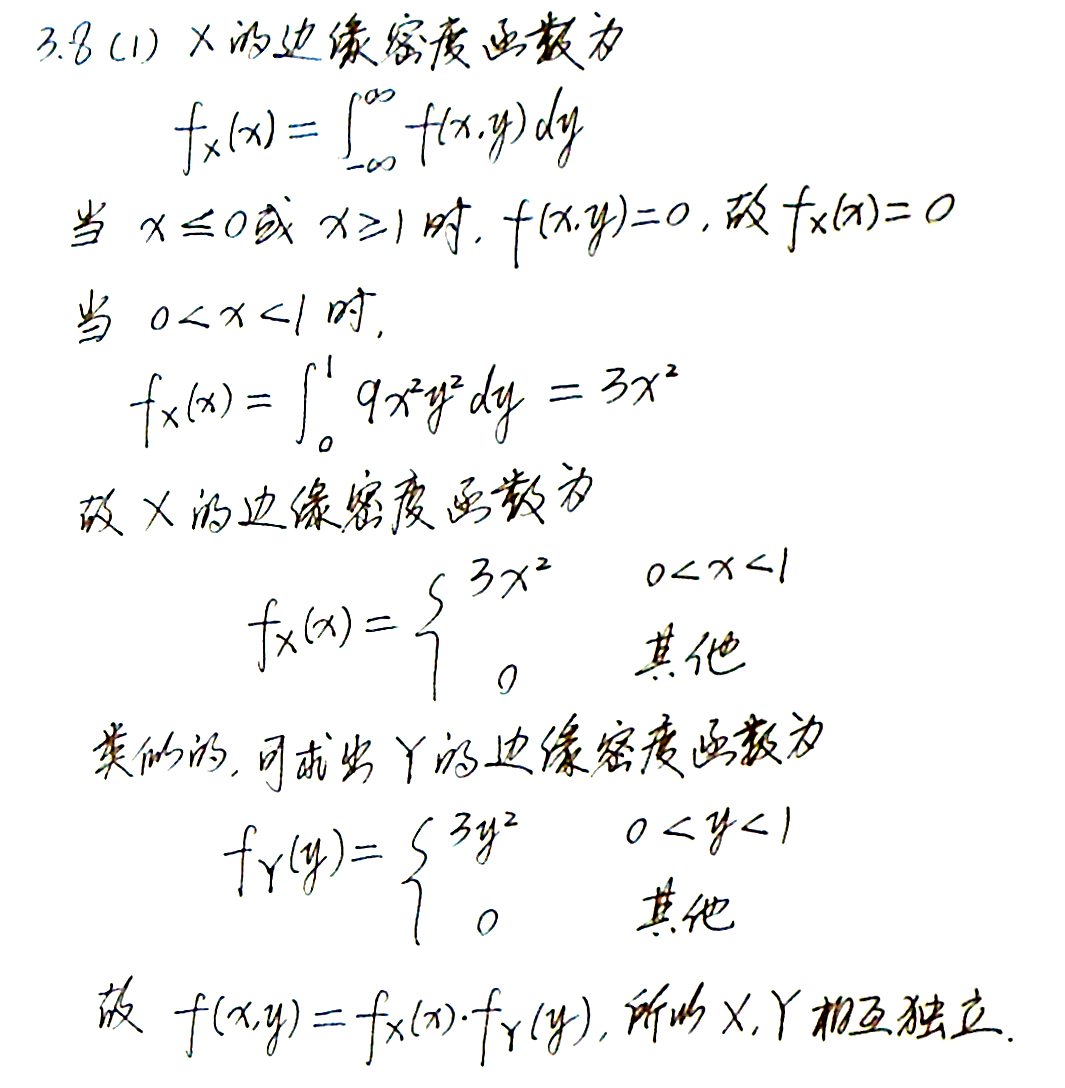 3.8 (1) X的边缘密度函数为
f_X(x) = ∫_{-∞}^{∞} f(x,y) dy
当 x≤0或 x≥1时, f(x,y)=0, 故 f_X(x)=0
当 0<x<1时,
f_X(x) = ∫_0^1 9x²y² dy = 3x²
故X的边缘密度函数为
f_X(x) = { 3x² 0<x<1
0 其他
类似的, 可求出Y的边缘密度函数为
f_Y(y) = { 3y² 0<y<1
0 其他
故 f(x,y) = f_X(x)·f_Y(y), 所以X,Y相互独立.